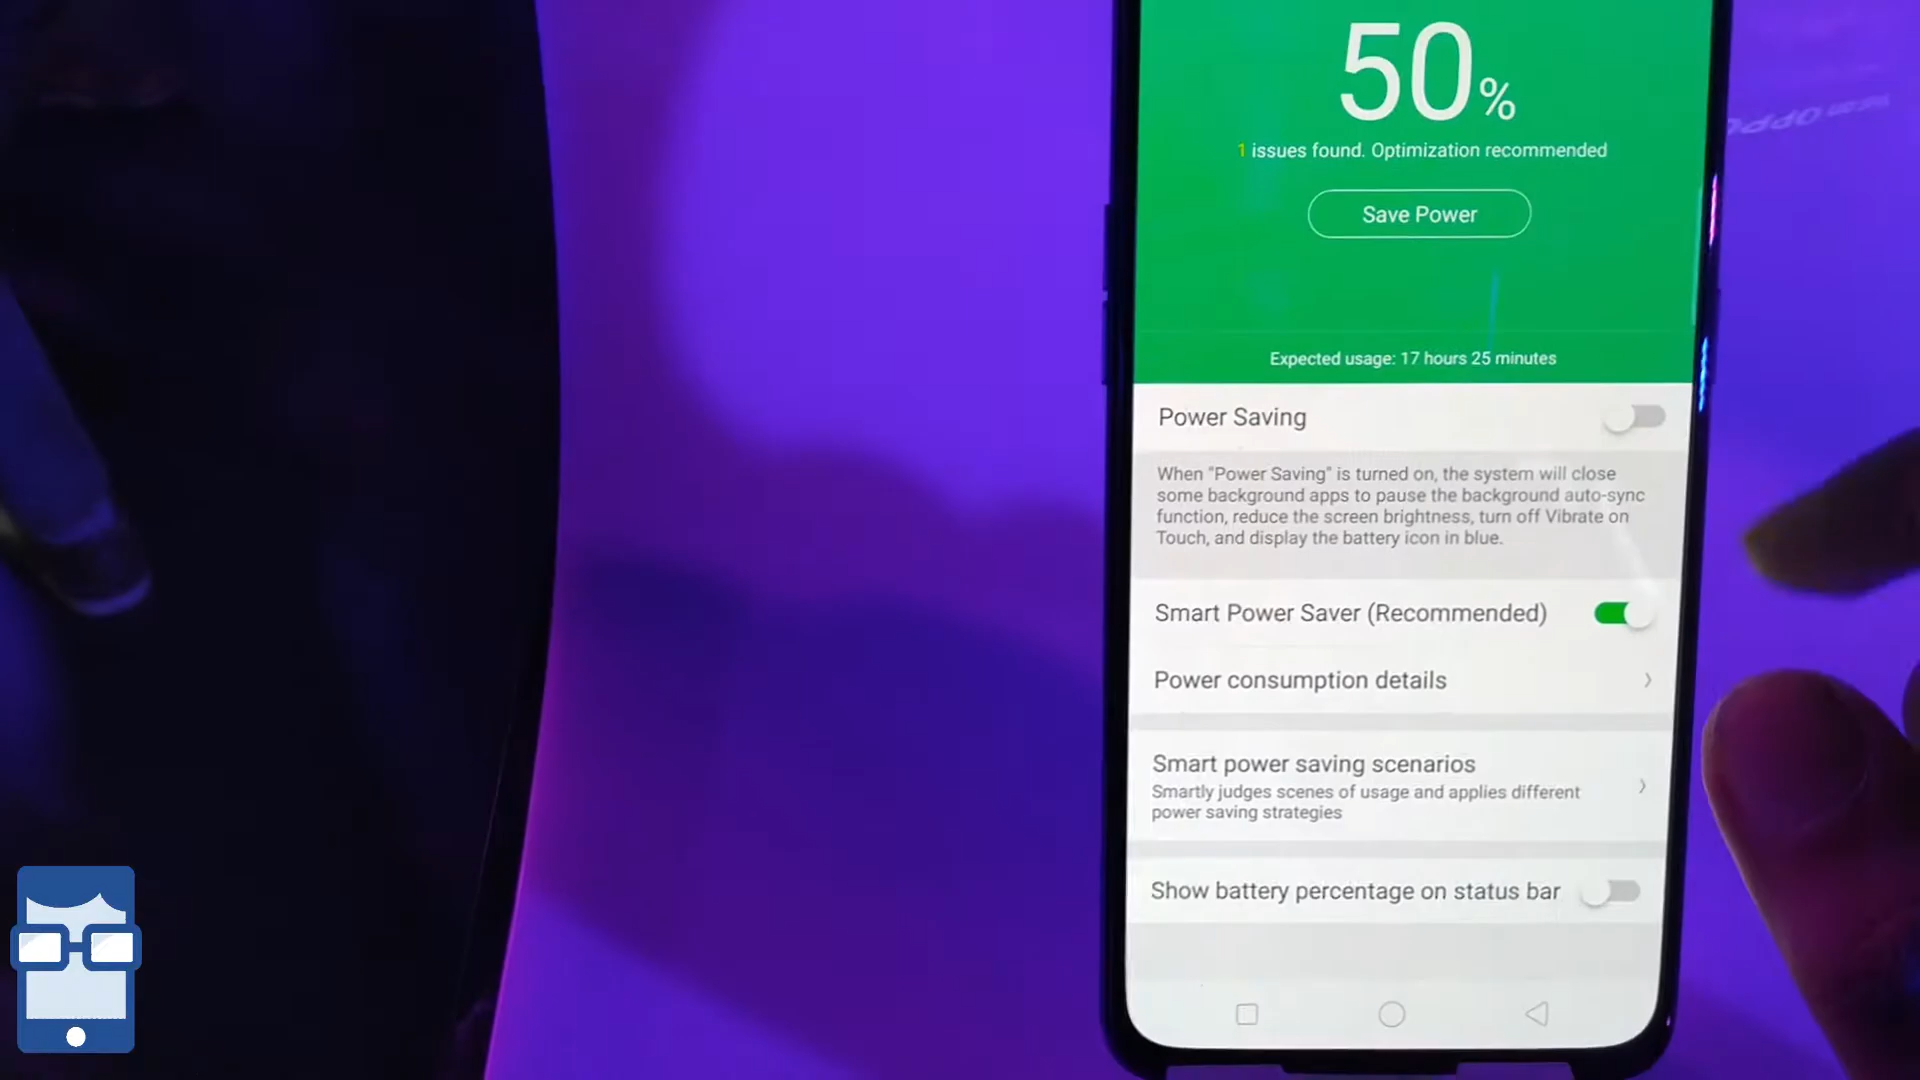 50%
1 issues found. Optimization recommended
Save Power
Expected usage: 17 hours 25 minutes
Power Saving
When "Power Saving" is turned on, the system will close
some background apps to pause the background auto-sync
function, reduce the screen brightness, turn off Vibrate on
Touch, and display the battery icon in blue.
Smart Power Saver (Recommended)
Power consumption details
Smart power saving scenarios
Smartly judges scenes of usage and applies different
power saving strategies
Show battery percentage on status bar
OPPO